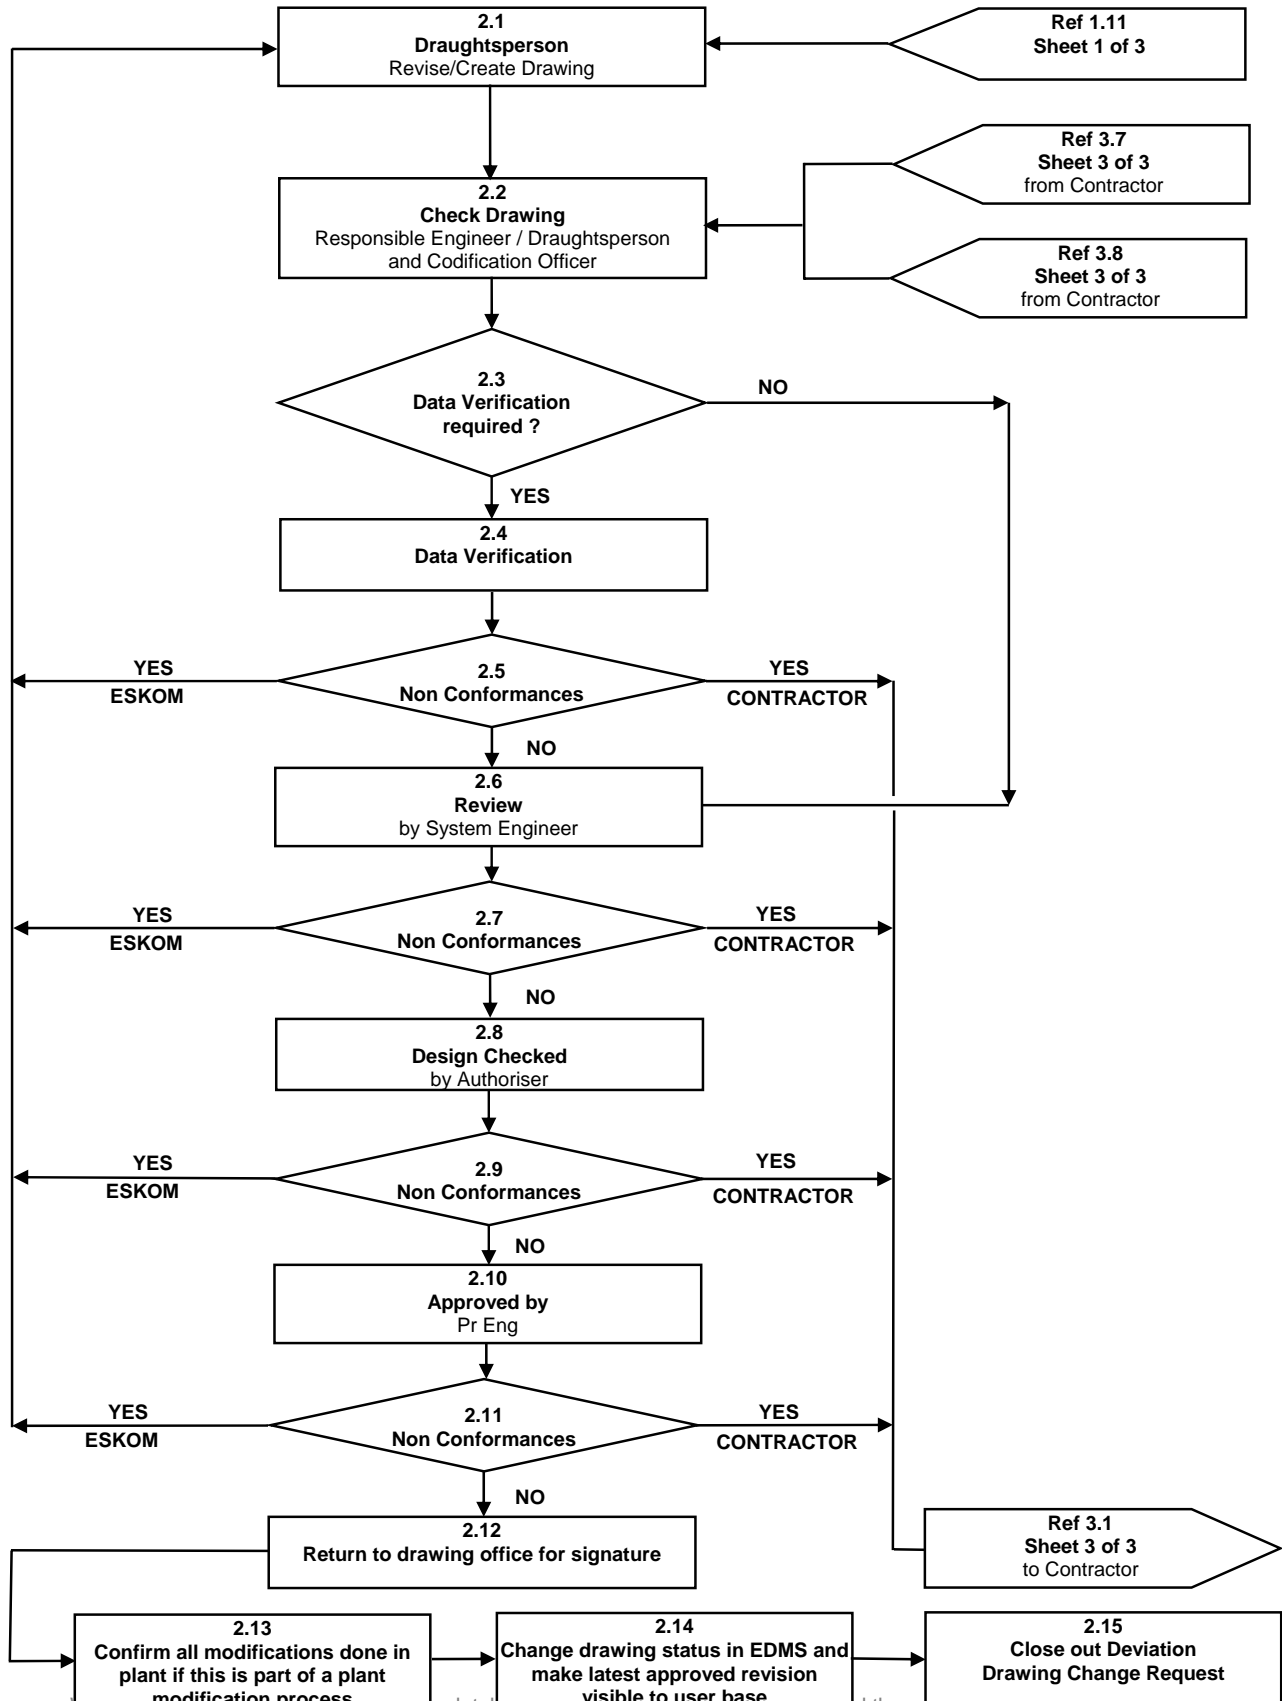 2.1
Draughtsperson
Revise/Create Drawing
Ref 1.11
Sheet 1 of 3
Ref 3.7
Sheet 3 of 3
from Contractor
2.2
Check Drawing
Responsible Engineer / Draughtsperson
and Codification Officer
Ref 3.8
Sheet 3 of 3
from Contractor
2.3
Data Verification
required ?
NO
YES
2.4
Data Verification
YES
ESKOM
2.5
Non Conformances
YES
CONTRACTOR
NO
2.6
Review
by System Engineer
YES
ESKOM
2.7
Non Conformances
YES
CONTRACTOR
NO
2.8
Design Checked
by Authoriser
YES
ESKOM
2.9
Non Conformances
YES
CONTRACTOR
NO
2.10
Approved by
Pr Eng
YES
ESKOM
2.11
Non Conformances
YES
CONTRACTOR
NO
2.12
Return to drawing office for signature
Ref 3.1
Sheet 3 of 3
to Contractor
2.13
Confirm all modifications done in
plant if this is part of a plant
modification process
2.14
Change drawing status in EDMS and
make latest approved revision
visible to user base
2.15
Close out Deviation
Drawing Change Request